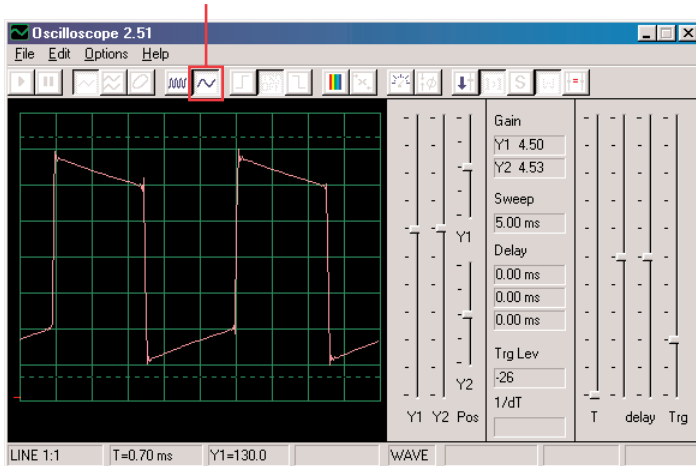 Oscilloscope 2.51
File Edit Options Help
Gain
Y1 4.50
Y2 4.53
Sweep
5.00 ms
Y1
Delay
0.00 ms
0.00 ms
0.00 ms
Trg Lev
-26
Y2
1/dT
Y1 Y2 Pos
T delay Trg
LINE 1:1 T=0.70 ms Y1=130.0 WAVE